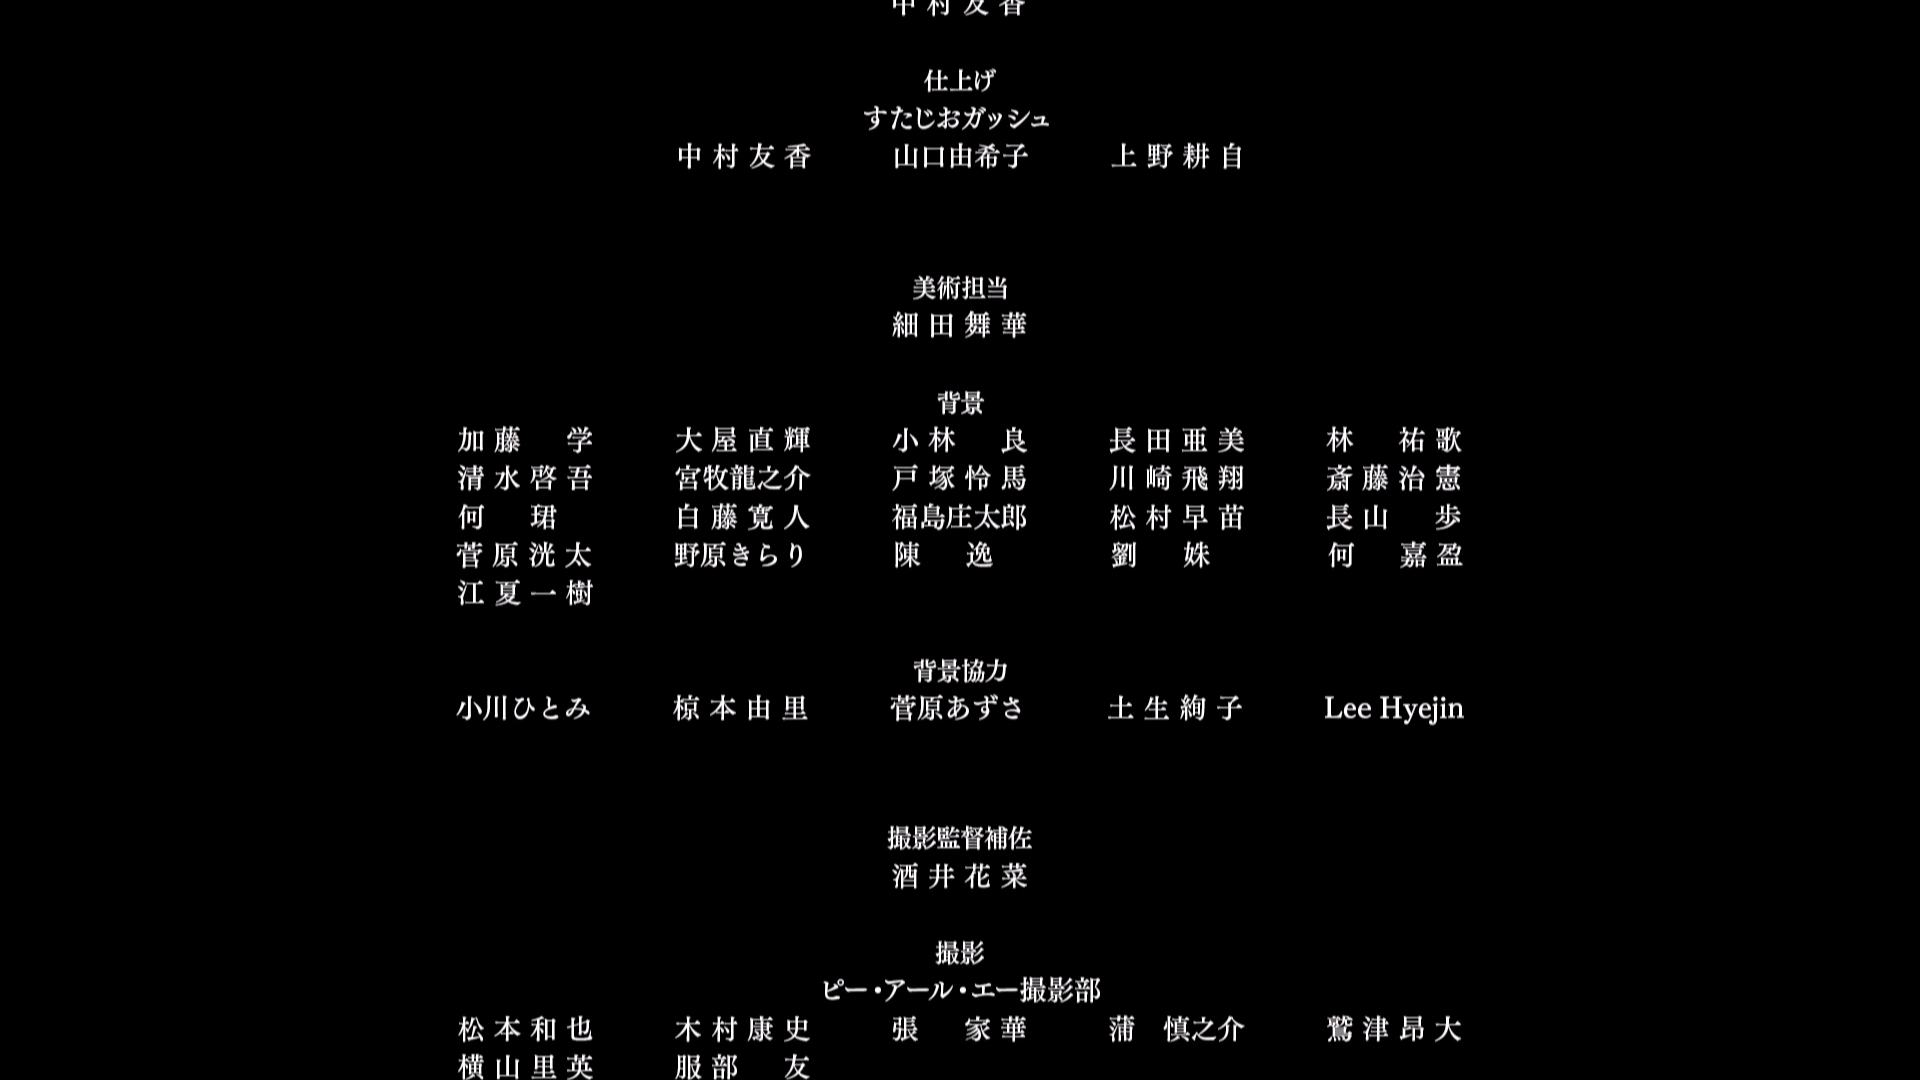 中村友香
仕上げ
すたじおガッシュ
中村友香 山口由希子 上野耕自
美術担当
細田舞華
背景
加藤 学 大屋直輝 小林 良 長田亜美 林 祐歌
清水啓吾 宮牧龍之介 戸塚怜馬 川崎飛翔 斎藤治憲
何 珺 白藤寛人 福島庄太郎 松村早苗 長山 歩
菅原洸太 野原きらり 陳 逸 劉 姝 何 嘉盈
江夏一樹
背景協力
小川ひとみ 椋本由里 菅原あずさ 土生絢子 Lee Hyejin
撮影監督補佐
酒井花菜
撮影
ピー・アール・エー撮影部
松本和也 木村康史 張 家華 蒲 慎之介 鷲津昂大
横山里英 服部 友